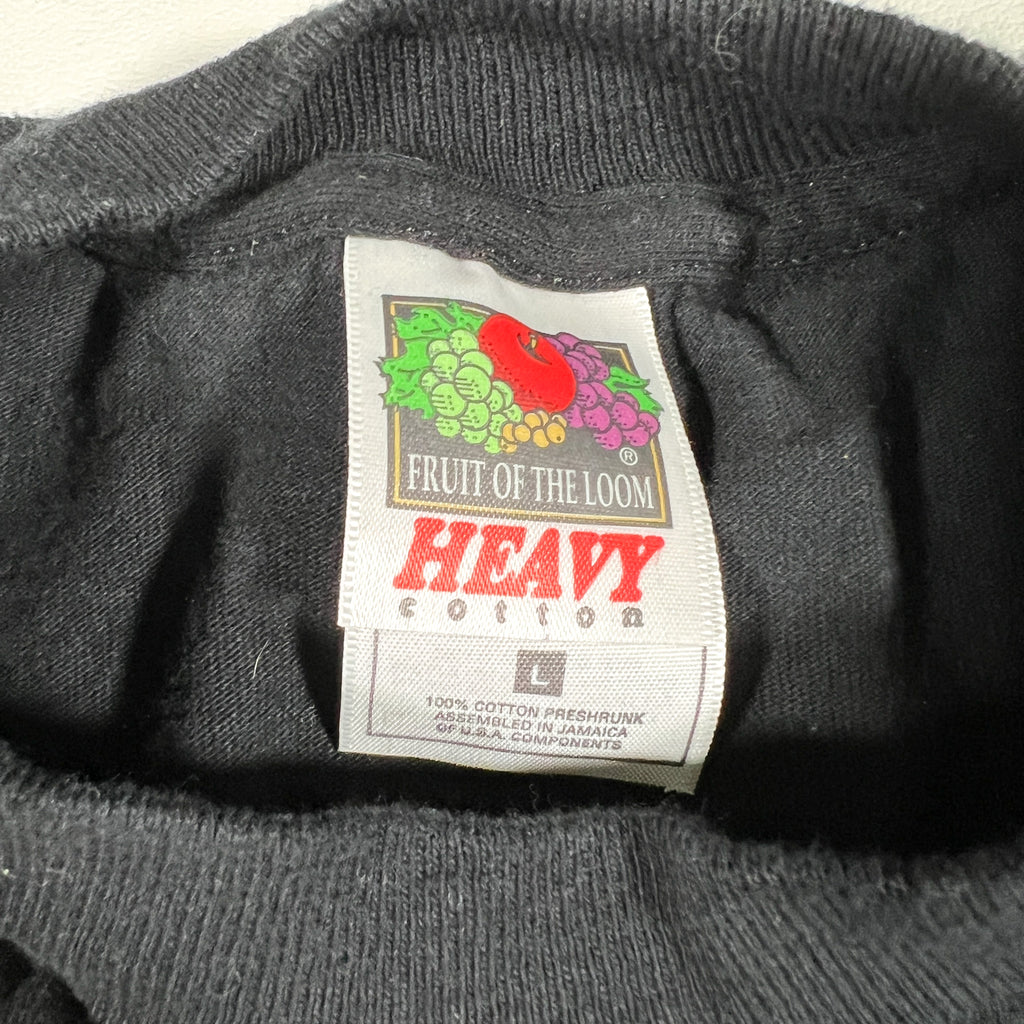 ®
FRUIT OF THE LOOM
HEAVY
cotton
L
100% COTTON PRESHRUNK
ASSEMBLED IN JAMAICA
OF U.S.A. COMPONENTS